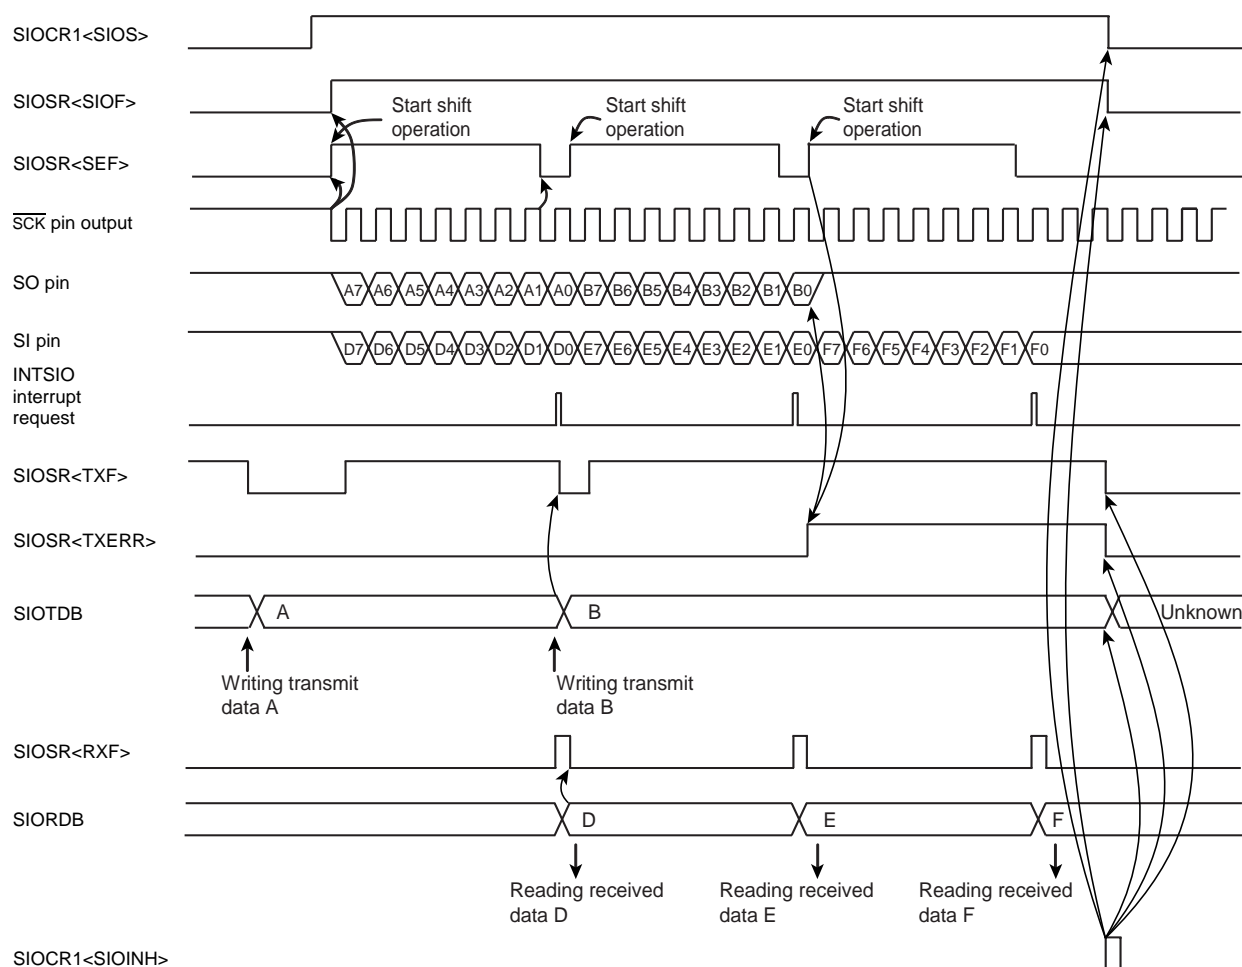 SIOCR1<SIOS>
SIOSR<SIOF>
Start shift
operation
Start shift
operation
Start shift
operation
SIOSR<SEF>
SCK pin output
SO pin
A7 A6 A5 A4 A3 A2 A1 A0 B7 B6 B5 B4 B3 B2 B1 B0
SI pin
D7 D6 D5 D4 D3 D2 D1 D0 E7 E6 E5 E4 E3 E2 E1 E0 F7 F6 F5 F4 F3 F2 F1 F0
INTSIO
interrupt
request
SIOSR<TXF>
SIOSR<TXERR>
SIOTDB
A
B
Unknown
Writing transmit
data A
Writing transmit
data B
SIOSR<RXF>
SIORDB
D
E
F
Reading received
data D
Reading received
data E
Reading received
data F
SIOCR1<SIOINH>